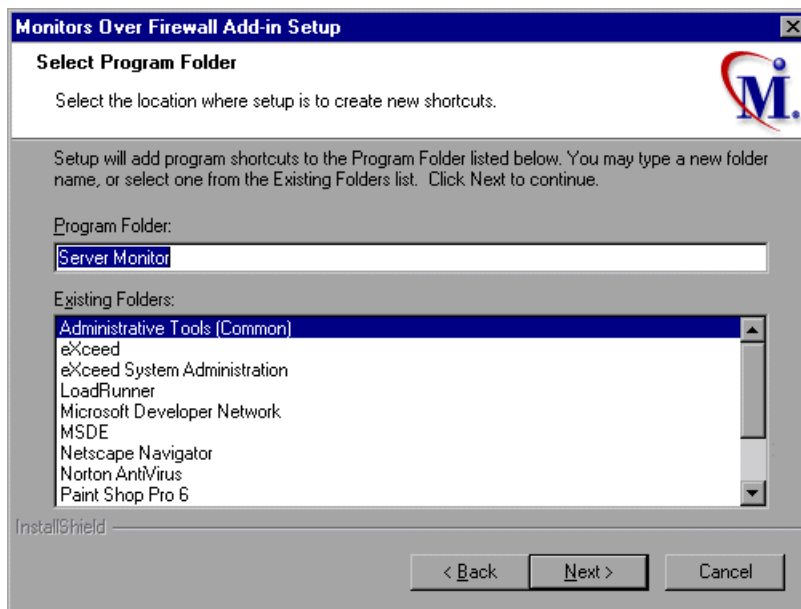 Monitors Over Firewall Add-in Setup
Select Program Folder
Select the location where setup is to create new shortcuts.
M.
Setup will add program shortcuts to the Program Folder listed below. You may type a new folder
name, or select one from the Existing Folders list. Click Next to continue.
Program Folder:
Server Monitor
Existing Folders:
Administrative Tools (Common)
eXceed
eXceed System Administration
LoadRunner
Microsoft Developer Network
MSDE
Netscape Navigator
Norton AntiVirus
Paint Shop Pro 6
InstallShield
< Back
Next >
Cancel